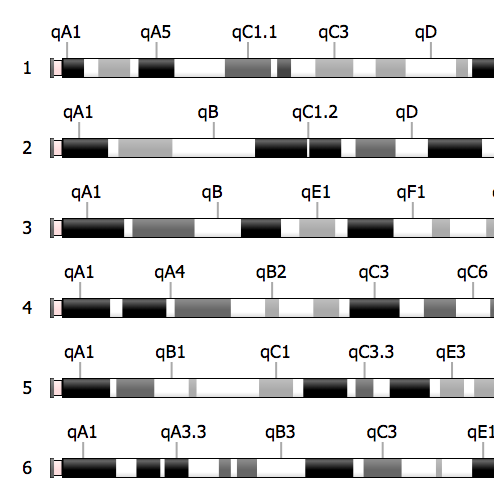 qA1 qA5 qC1.1 qC3 qD
1
qA1 qB qC1.2 qD
2
qA1 qB qE1 qF1
3
qA1 qA4 qB2 qC3 qC6
4
qA1 qB1 qC1 qC3.3 qE3
5
qA1 qA3.3 qB3 qC3 qE1
6